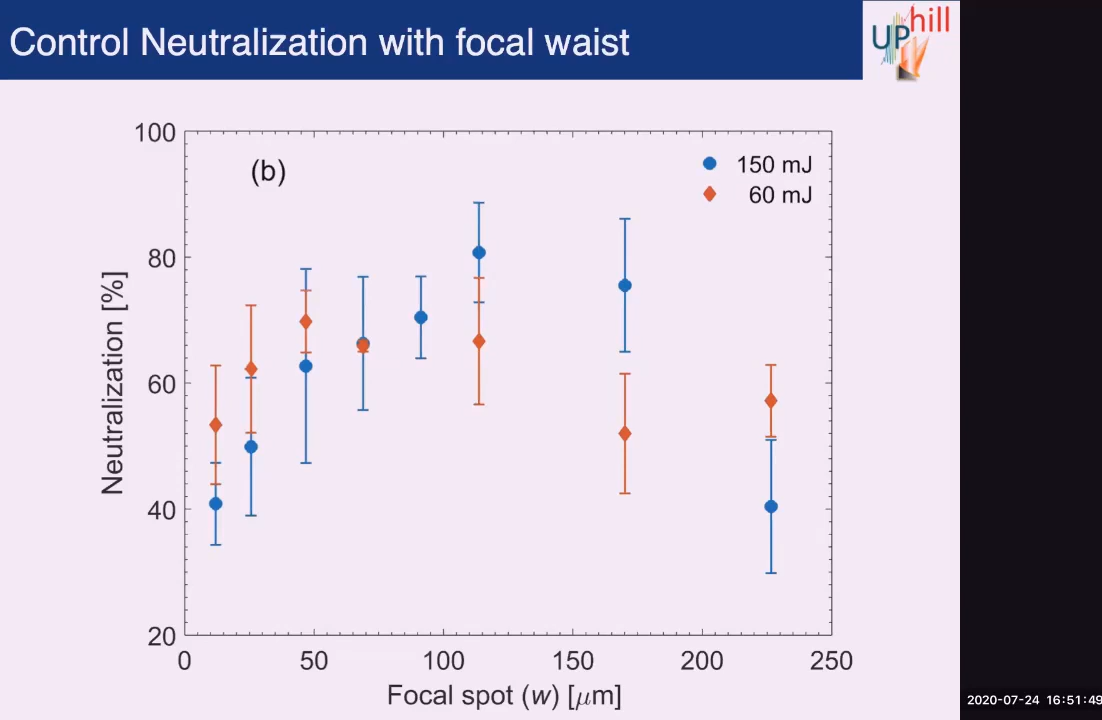 Control Neutralization with focal waist
UPhill
100
80
60
40
20
Neutralization [%]
(b)
150 mJ
60 mJ
0 50 100 150 200 250
Focal spot (w) [μm]
2020-07-24 16:51:49